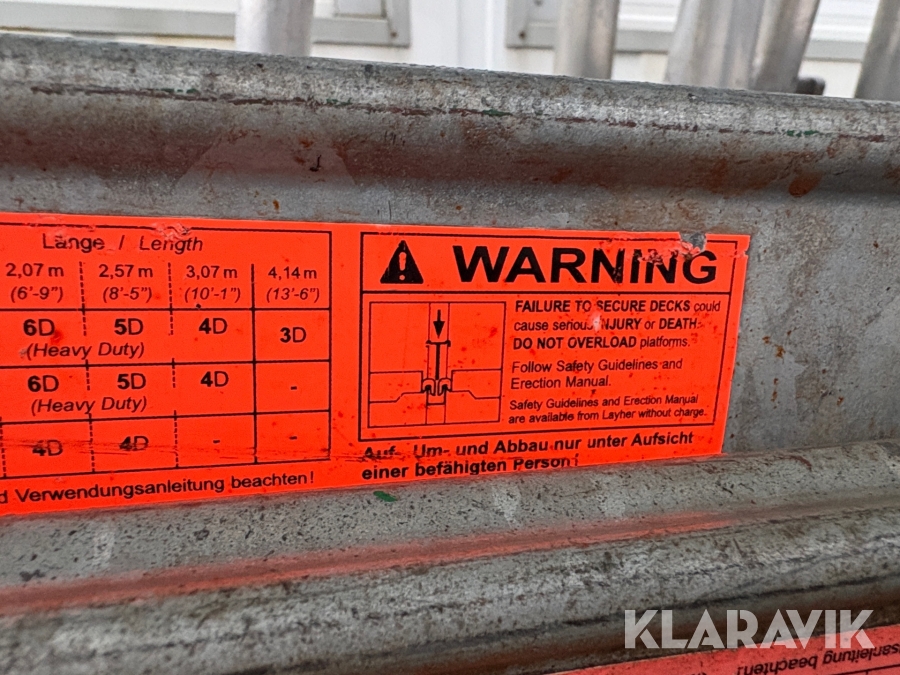 Länge / Length
2,07 m 2,57 m 3,07 m 4,14 m
(6'-9") (8'-5") (10'-1") (13'-6")
6D 5D 4D 3D
(Heavy Duty)
6D 5D 4D -
(Heavy Duty)
4D 4D - -
d Verwendungsanleitung beachten!
WARNING
FAILURE TO SECURE DECKS could
cause serious INJURY or DEATH.
DO NOT OVERLOAD platforms.
Follow Safety Guidelines and
Erection Manual.
Safety Guidelines and Erection Manual
are available from Layher without charge.
Auf-, Um- und Abbau nur unter Aufsicht
einer befähigten Person!
KLARAVIK
sanleitung beachten!